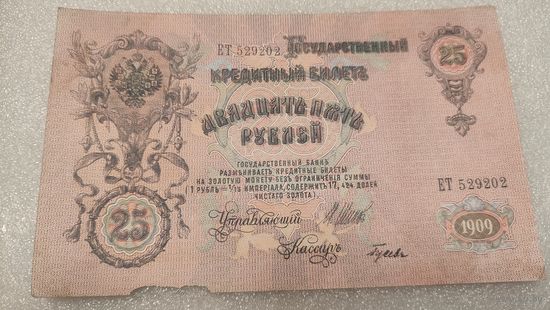 ЕТ 529202 ГОСУДАРСТВЕННЫЙ
25
КРЕДИТНЫЙ БИЛЕТЪ
ДВАДЦАТЬ ПЯТЬ
РУБЛЕЙ
ГОСУДАРСТВЕННЫЙ БАНКЪ
РАЗМѢНИВАЕТЪ КРЕДИТНЫЕ БИЛЕТЫ
НА ЗОЛОТУЮ МОНЕТУ БЕЗЪ ОГРАНИЧЕНІЯ СУММЫ
(1 РУБЛЬ = 1/15 ИМПЕРІАЛА, СОДЕРЖИТЪ 17,424 ДОЛЕЙ
ЧИСТАГО ЗОЛОТА)
ЕТ 529202
25
Управляющій
Кассиръ
1909